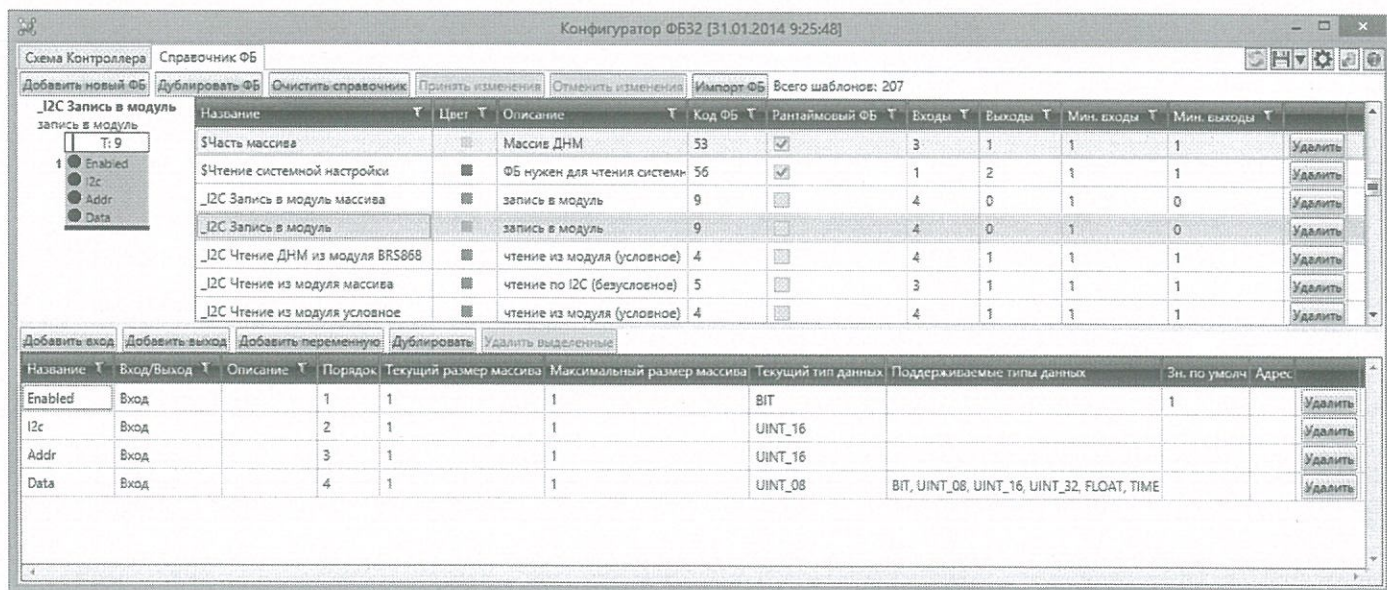 Конфигуратор ФБ32 [31.01.2014 9:25:48]
Схема Контроллера Справочник ФБ
Добавить новый ФБ Дублировать ФБ Очистить справочник Принять изменения Отменить изменения Импорт ФБ Всего шаблонов: 207
_I2C Запись в модуль
запись в модуль
T: 9
1 Enabled
I2c
Addr
Data
Название Цвет Описание Код ФБ Рантаймовый ФБ Входы Выходы Мин. входы Мин. выходы
$Часть массива Массив ДНМ 53 3 1 1 1 Удалить
$Чтение системной настройки ФБ нужен для чтения системн 56 1 2 1 1 Удалить
_I2C Запись в модуль массива запись в модуль 9 4 0 1 0 Удалить
_I2C Запись в модуль запись в модуль 9 4 0 1 0 Удалить
_I2C Чтение ДНМ из модуля BRS868 чтение из модуля (условное) 4 4 1 1 1 Удалить
_I2C Чтение из модуля массива чтение по I2C (безусловное) 5 3 1 1 1 Удалить
_I2C Чтение из модуля условное чтение из модуля (условное) 4 4 1 1 1 Удалить
Добавить вход Добавить выход Добавить переменную Дублировать Удалить выделенные
Название Вход/Выход Описание Порядок Текущий размер массива Максимальный размер массива Текущий тип данных Поддерживаемые типы данных Зн. по умолч Адрес
Enabled Вход 1 1 1 BIT 1 Удалить
I2c Вход 2 1 1 UINT_16 Удалить
Addr Вход 3 1 1 UINT_16 Удалить
Data Вход 4 1 1 UINT_08 BIT, UINT_08, UINT_16, UINT_32, FLOAT, TIME Удалить